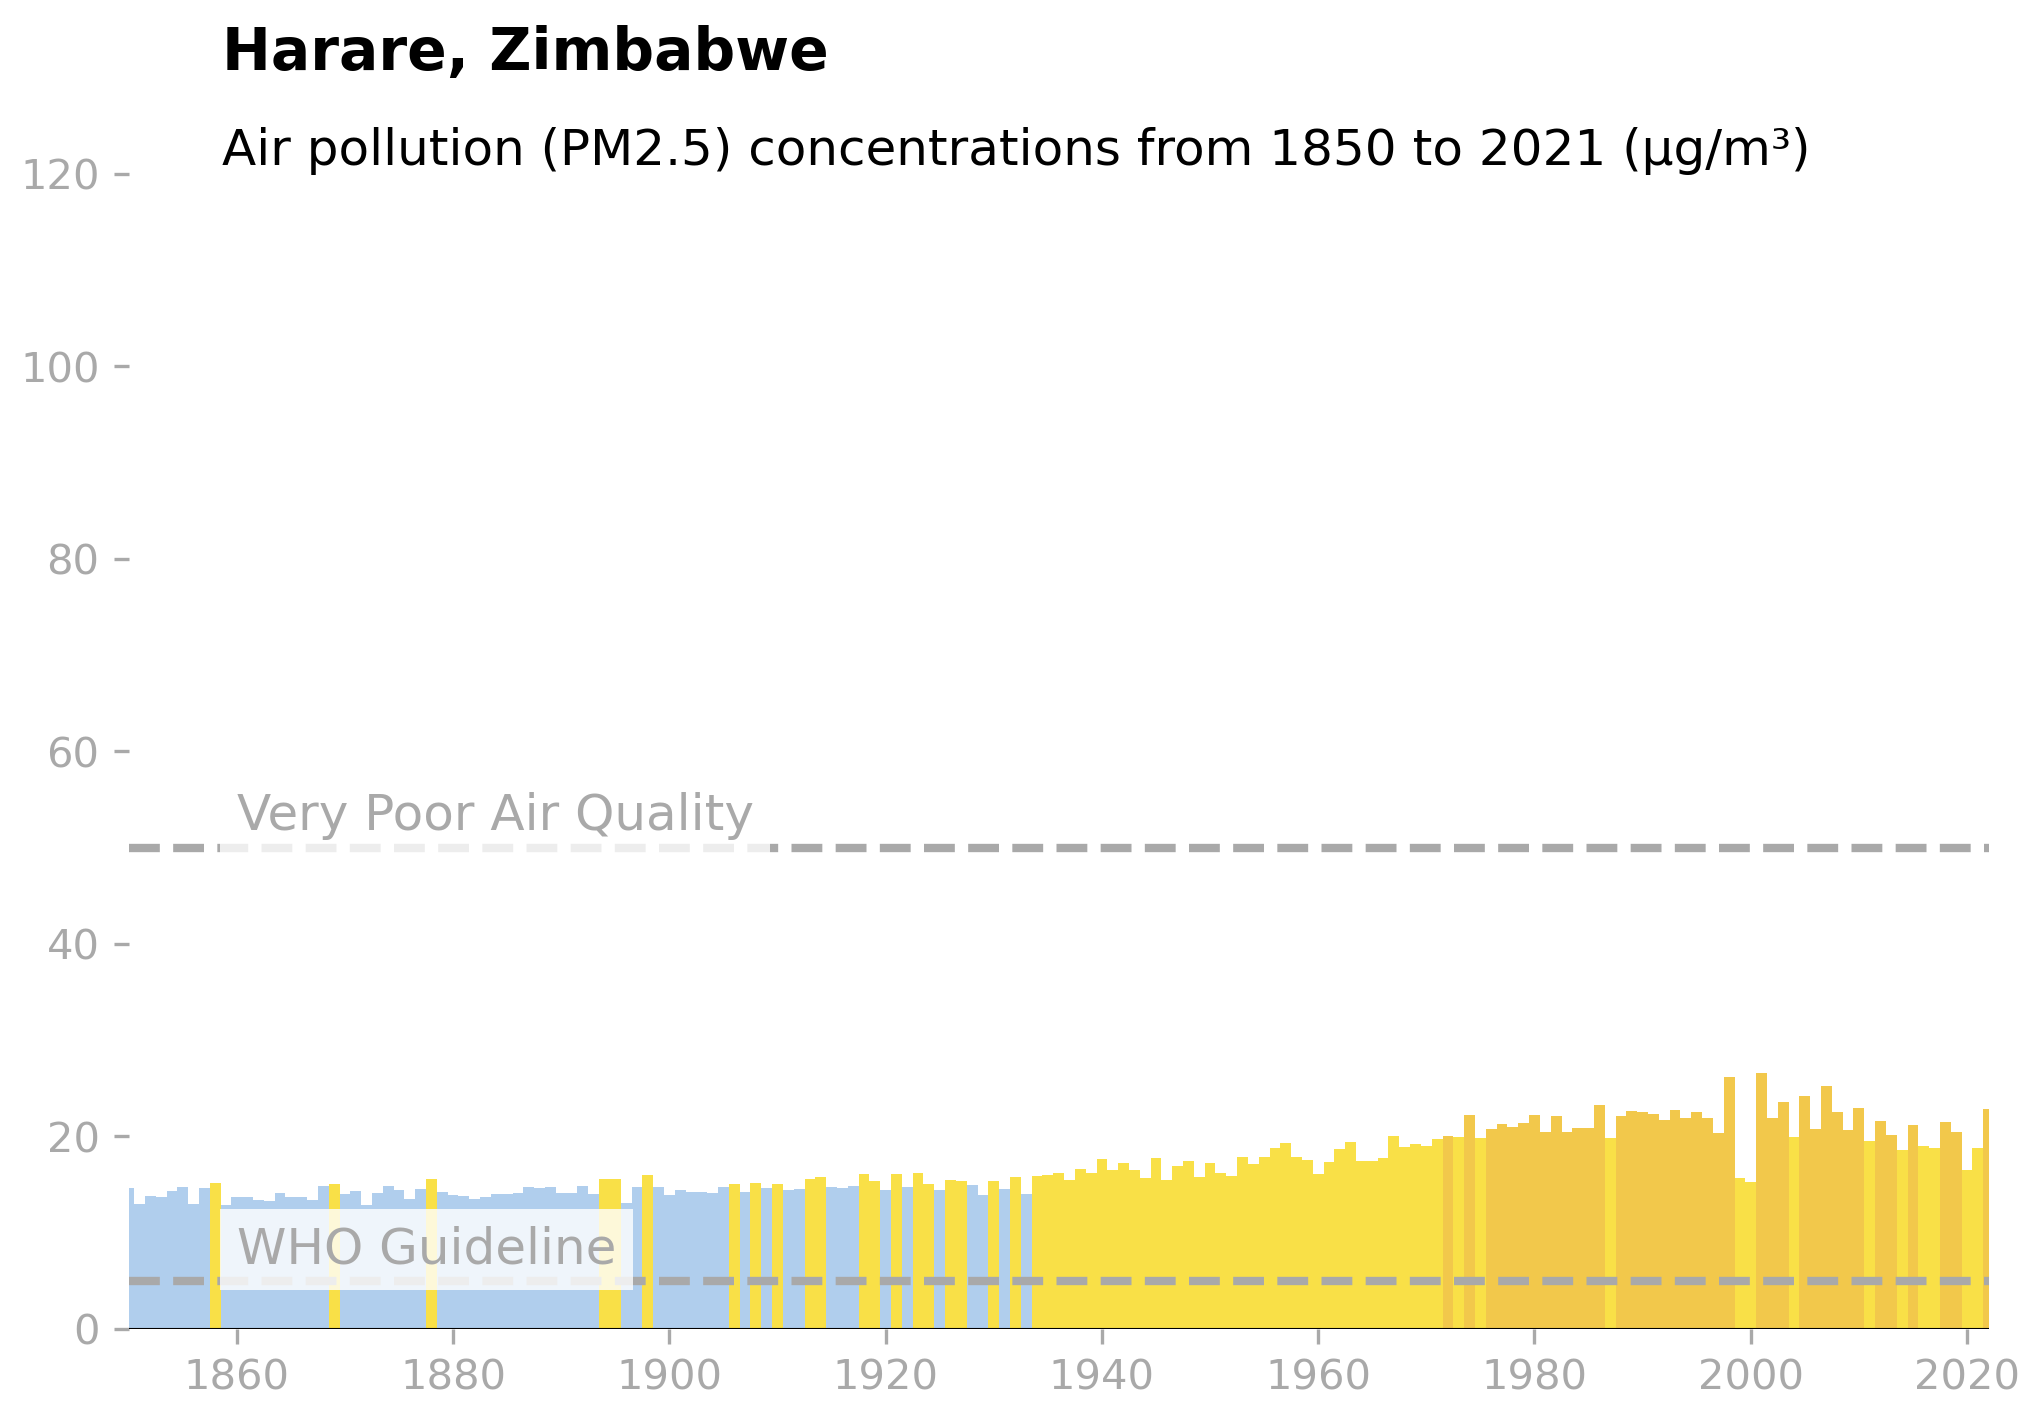 Harare, Zimbabwe
Air pollution (PM2.5) concentrations from 1850 to 2021 (µg/m³)
120
100
80
60
Very Poor Air Quality
40
20
WHO Guideline
0
1860 1880 1900 1920 1940 1960 1980 2000 2020